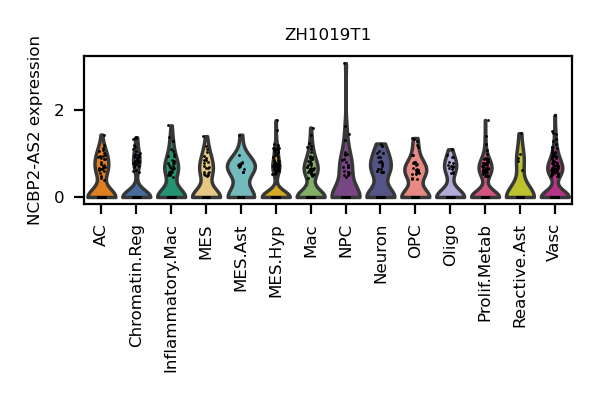 ZH1019T1
NCBP2-AS2 expression
2
0
AC
Chromatin.Reg
Inflammatory.Mac
MES
MES.Ast
MES.Hyp
Mac
NPC
Neuron
OPC
Oligo
Prolif.Metab
Reactive.Ast
Vasc